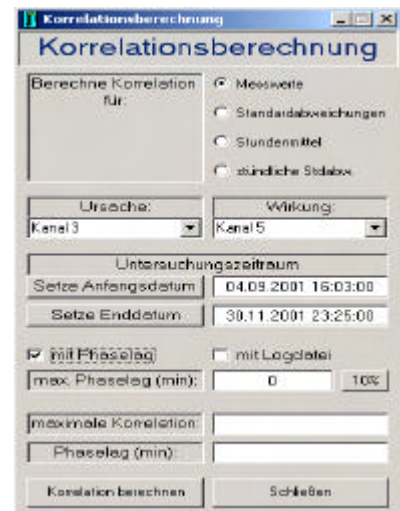 Korrelationsberechnung
Korrelationsberechnung
Berechne Korrelation
für:
Messwerte
Standardabweichungen
Stundenmittel
stündliche Stdabw.
Ursache:
Wirkung:
Kanal 3
Kanal 5
Untersuchungszeitraum
Setze Anfangsdatum
04.09.2001 16:03:00
Setze Enddatum
30.11.2001 23:25:00
mit Phaselag
mit Logdatei
max. Phaselag (min):
0
10%
maximale Korrelation:
Phaselag (min):
Korrelation berechnen
Schließen